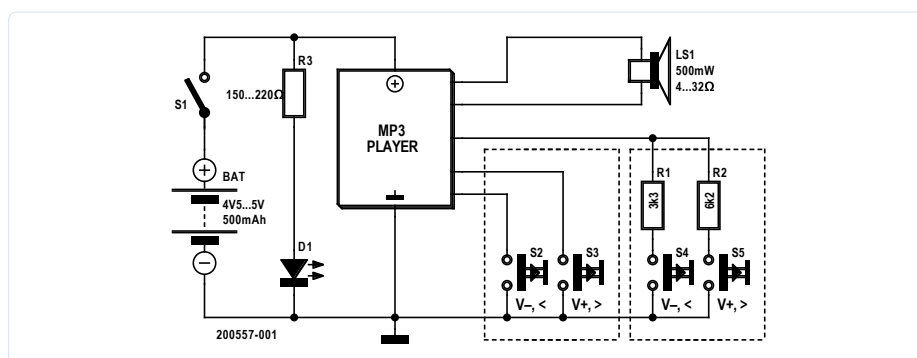 R3
150...220Ω
S1
BAT
4V5...5V
500mAh
D1
MP3
PLAYER
LS1
500mW
4...32Ω
R1
3k3
R2
6k2
S2
S3
S4
S5
V–, <
V+, >
V–, <
V+, >
200557-001